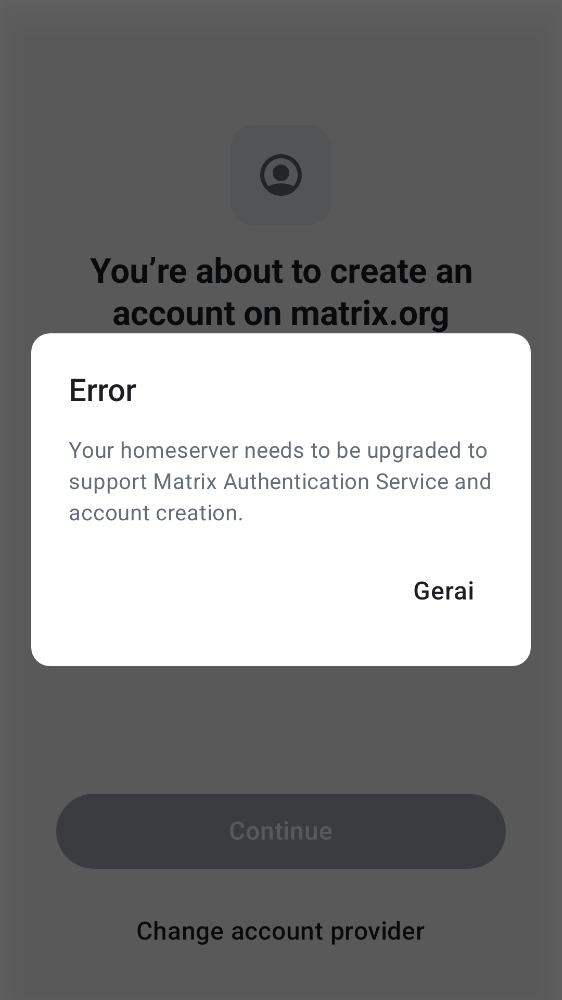 You’re about to create an
account on matrix.org
Error
Your homeserver needs to be upgraded to
support Matrix Authentication Service and
account creation.
Gerai
Continue
Change account provider